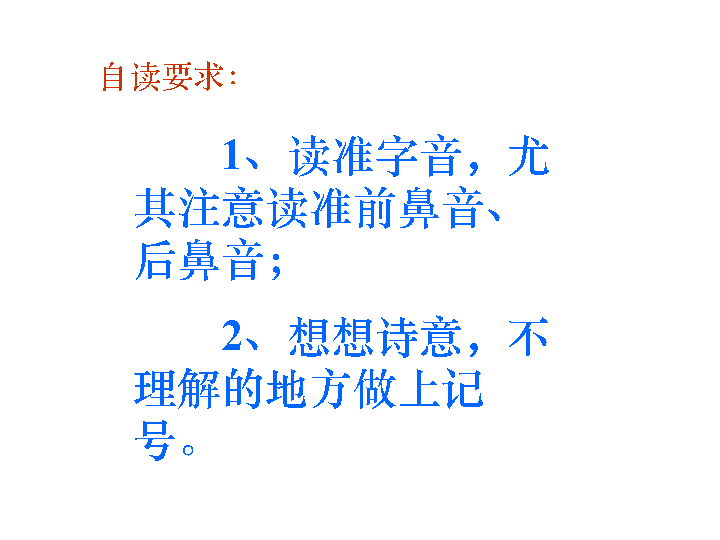 自读要求：
1、读准字音，尤
其注意读准前鼻音、
后鼻音；
2、想想诗意，不
理解的地方做上记
号。